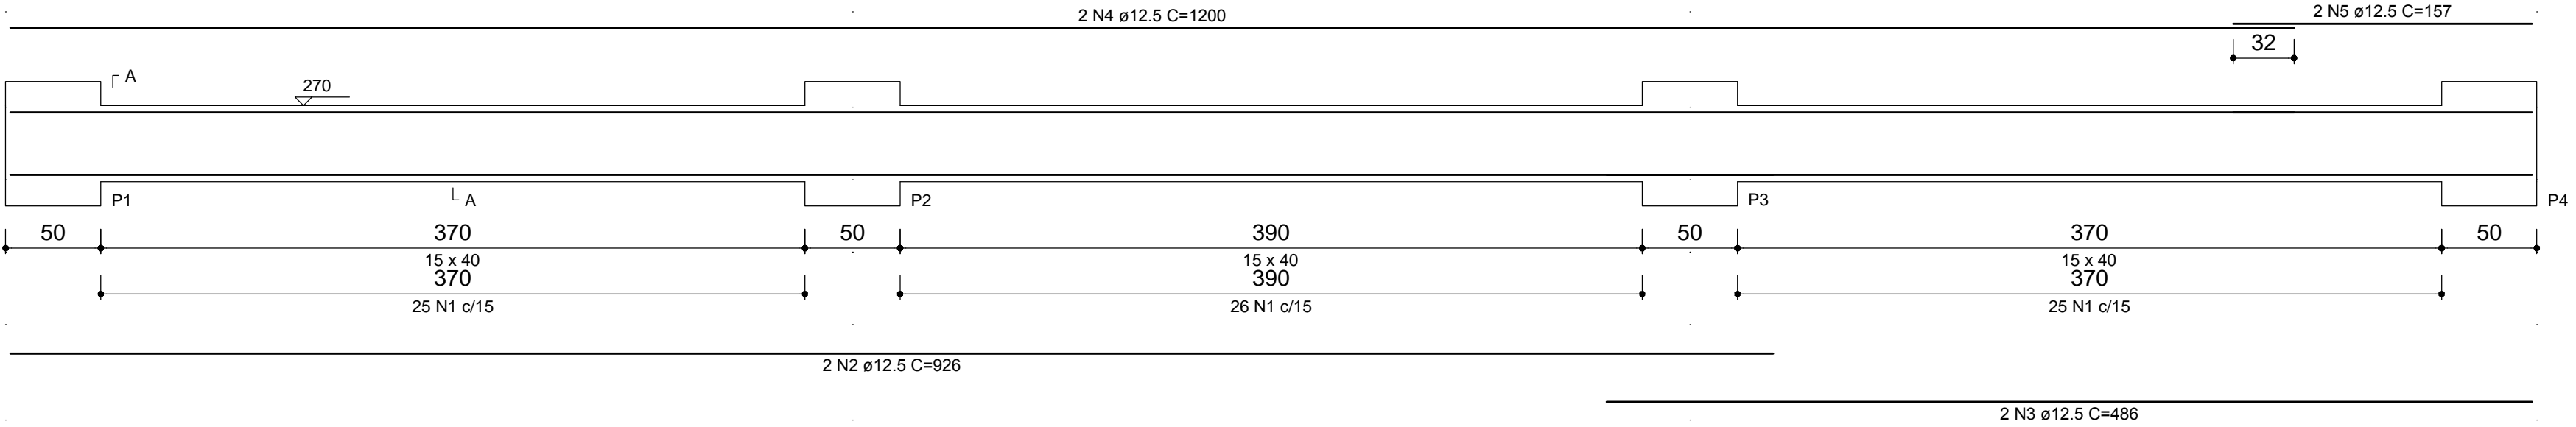 2 N4 ø12.5 C=1200
2 N5 ø12.5 C=157
32
A
270
P1
A
P2
P3
P4
50
370
50
390
50
370
50
15 x 40
15 x 40
15 x 40
370
390
370
25 N1 c/15
26 N1 c/15
25 N1 c/15
2 N2 ø12.5 C=926
2 N3 ø12.5 C=486